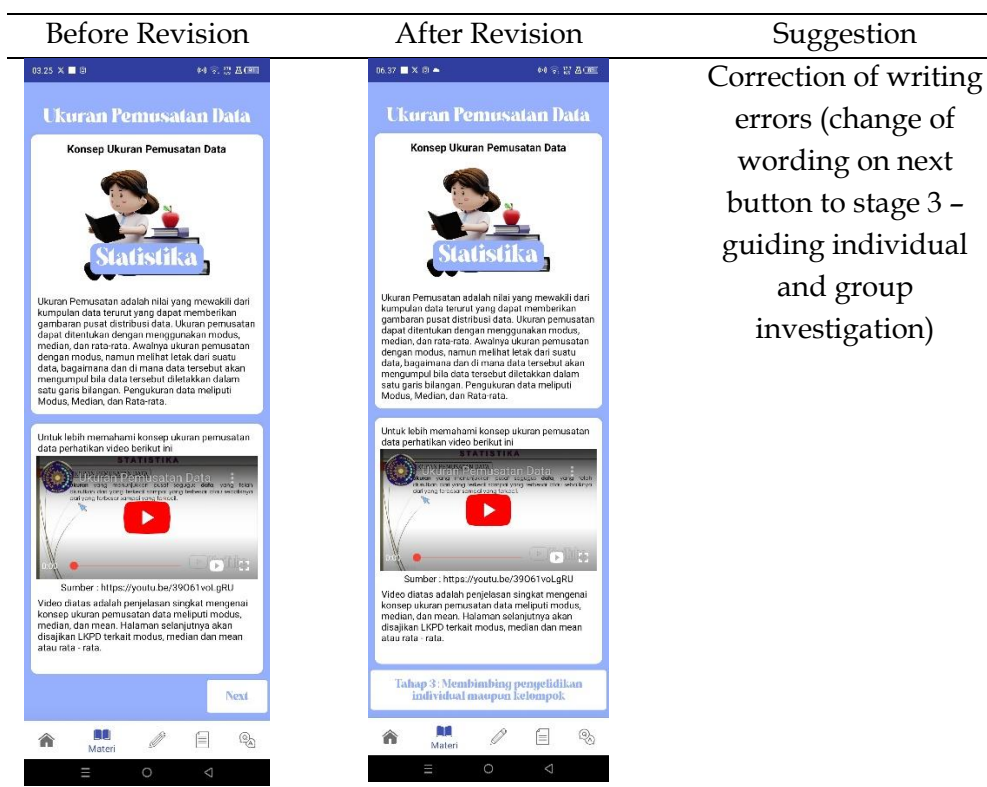 Before Revision
After Revision
Suggestion
03.25
Ukuran Pemusatan Data
Konsep Ukuran Pemusatan Data
Statistika
Ukuran Pemusatan adalah nilai yang mewakili dari
kumpulan data terurut yang dapat memberikan
gambaran pusat distribusi data. Ukuran pemusatan
dapat ditentukan dengan menggunakan modus,
median, dan rata-rata. Awalnya ukuran pemusatan
dengan modus, namun melihat letak dari suatu
data, bagaimana dan di mana data tersebut akan
mengumpul bila data tersebut diletakkan dalam
satu garis bilangan. Pengukuran data meliputi
Modus, Median, dan Rata-rata.
Untuk lebih memahami konsep ukuran pemusatan
data perhatikan video berikut ini
STATISTIKA
Ukuran Pemusatan Data
0:00
Sumber : https://youtu.be/39O61voLgRU
Video diatas adalah penjelasan singkat mengenai
konsep ukuran pemusatan data meliputi modus,
median, dan mean. Halaman selanjutnya akan
disajikan LKPD terkait modus, median dan mean
atau rata - rata.
Next
Materi
06.37
Ukuran Pemusatan Data
Konsep Ukuran Pemusatan Data
Statistika
Ukuran Pemusatan adalah nilai yang mewakili dari
kumpulan data terurut yang dapat memberikan
gambaran pusat distribusi data. Ukuran pemusatan
dapat ditentukan dengan menggunakan modus,
median, dan rata-rata. Awalnya ukuran pemusatan
dengan modus, namun melihat letak dari suatu
data, bagaimana dan di mana data tersebut akan
mengumpul bila data tersebut diletakkan dalam
satu garis bilangan. Pengukuran data meliputi
Modus, Median, dan Rata-rata.
Untuk lebih memahami konsep ukuran pemusatan
data perhatikan video berikut ini
STATISTIKA
Ukuran Pemusatan Data
0:00
Sumber : https://youtu.be/39O61voLgRU
Video diatas adalah penjelasan singkat mengenai
konsep ukuran pemusatan data meliputi modus,
median, dan mean. Halaman selanjutnya akan
disajikan LKPD terkait modus, median dan mean
atau rata - rata.
Tahap 3: Membimbing penyelidikan
individual maupun kelompok
Materi
Correction of writing
errors (change of
wording on next
button to stage 3 –
guiding individual
and group
investigation)